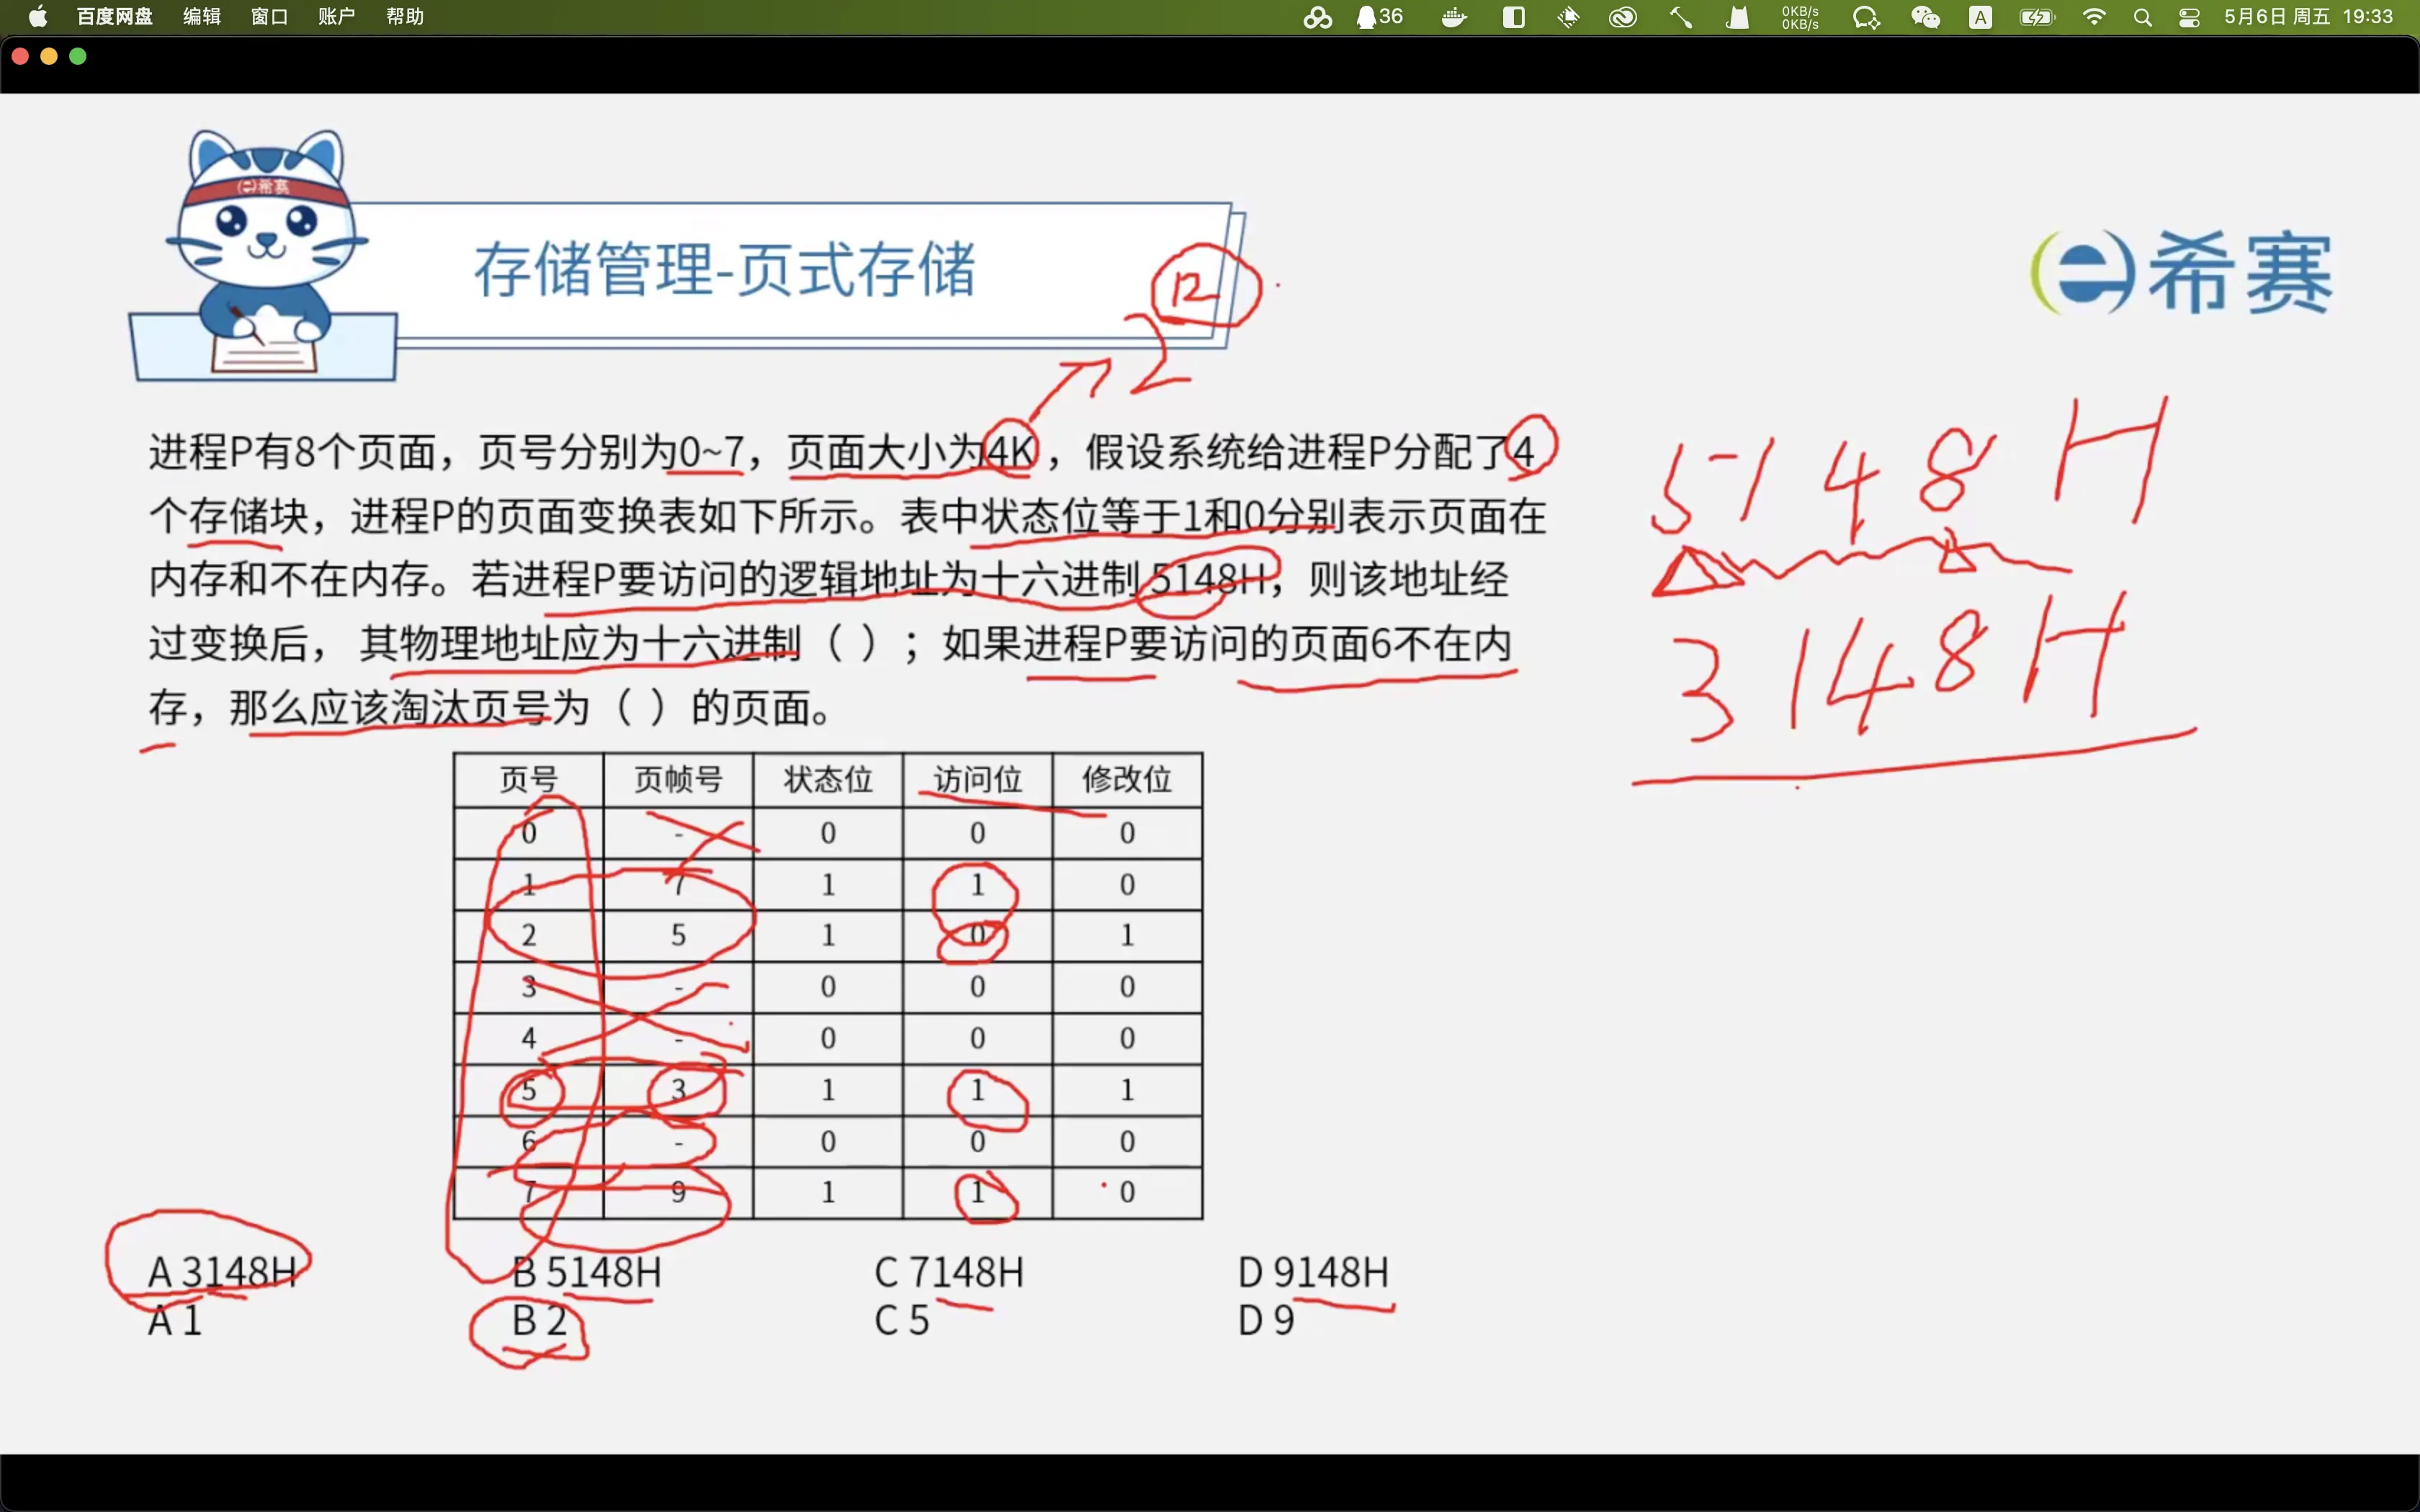 百度网盘 编辑 窗口 账户 帮助 36 0KB/s 0KB/s A 5月6日 周五 19:33
希赛
存储管理-页式存储
希赛
12
2
进程P有8个页面，页号分别为0~7，页面大小为4K，假设系统给进程P分配了4
个存储块，进程P的页面变换表如下所示。表中状态位等于1和0分别表示页面在
内存和不在内存。若进程P要访问的逻辑地址为十六进制 5148H，则该地址经
过变换后， 其物理地址应为十六进制（ ）；如果进程P要访问的页面6不在内
存，那么应该淘汰页号为（ ）的页面。
5148H
3148H
页号 页帧号 状态位 访问位 修改位
0 - 0 0 0
1 7 1 1 0
2 5 1 0 1
3 - 0 0 0
4 - 0 0 0
5 3 1 1 1
6 - 0 0 0
7 9 1 1 0
A 3148H B 5148H C 7148H D 9148H
A 1 B 2 C 5 D 9